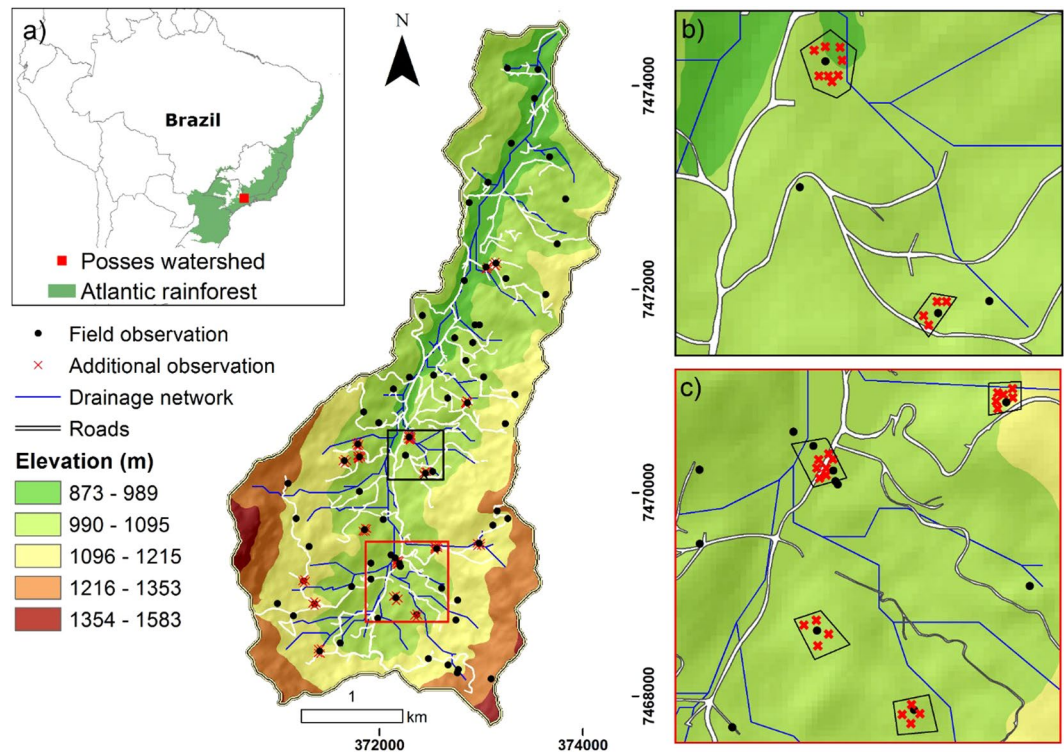 a)
Brazil
Posses watershed
Atlantic rainforest
Field observation
Additional observation
Drainage network
Roads
Elevation (m)
873 - 989
990 - 1095
1096 - 1215
1216 - 1353
1354 - 1583
N
1
km
372000
374000
7474000
7472000
7470000
7468000
b)
c)